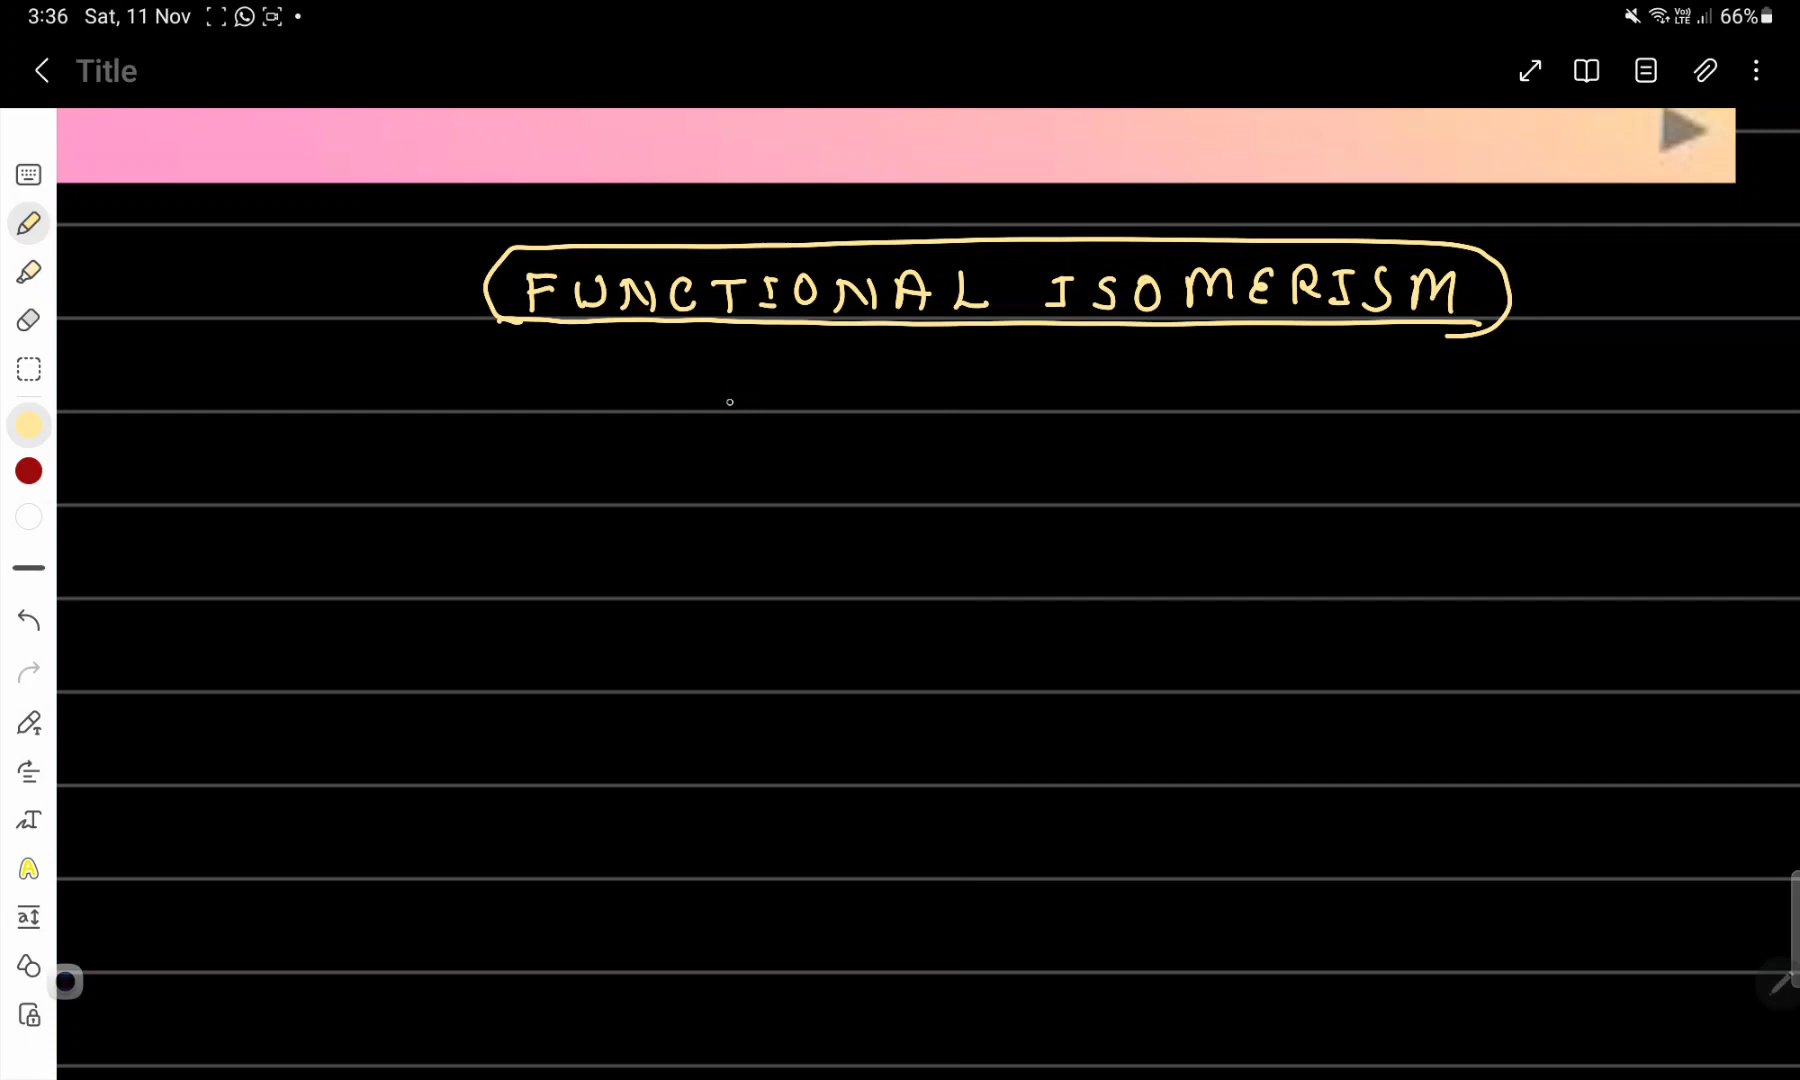 3:36 Sat, 11 Nov 66%
Title
FUNCTIONAL ISOMERISM